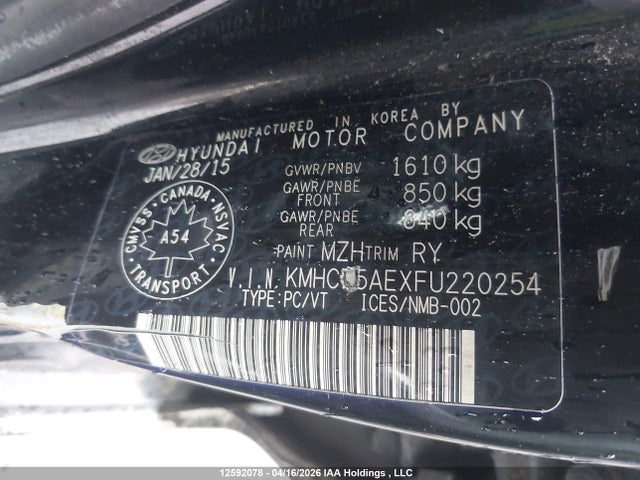 MANUFACTURED IN KOREA BY
HYUNDAI MOTOR COMPANY
JAN/28/15
GVWR/PNBV 1610 kg
GAWR/PNBE FRONT 850 kg
GAWR/PNBE REAR 840 kg
CMVSS · CANADA · NSVAC
A54
TRANSPORT
PAINT MZH TRIM RY
V.I.N.
TYPE:PC/VT ICES/NMB-002
12592078 - 04/16/2026 IAA Holdings , LLC